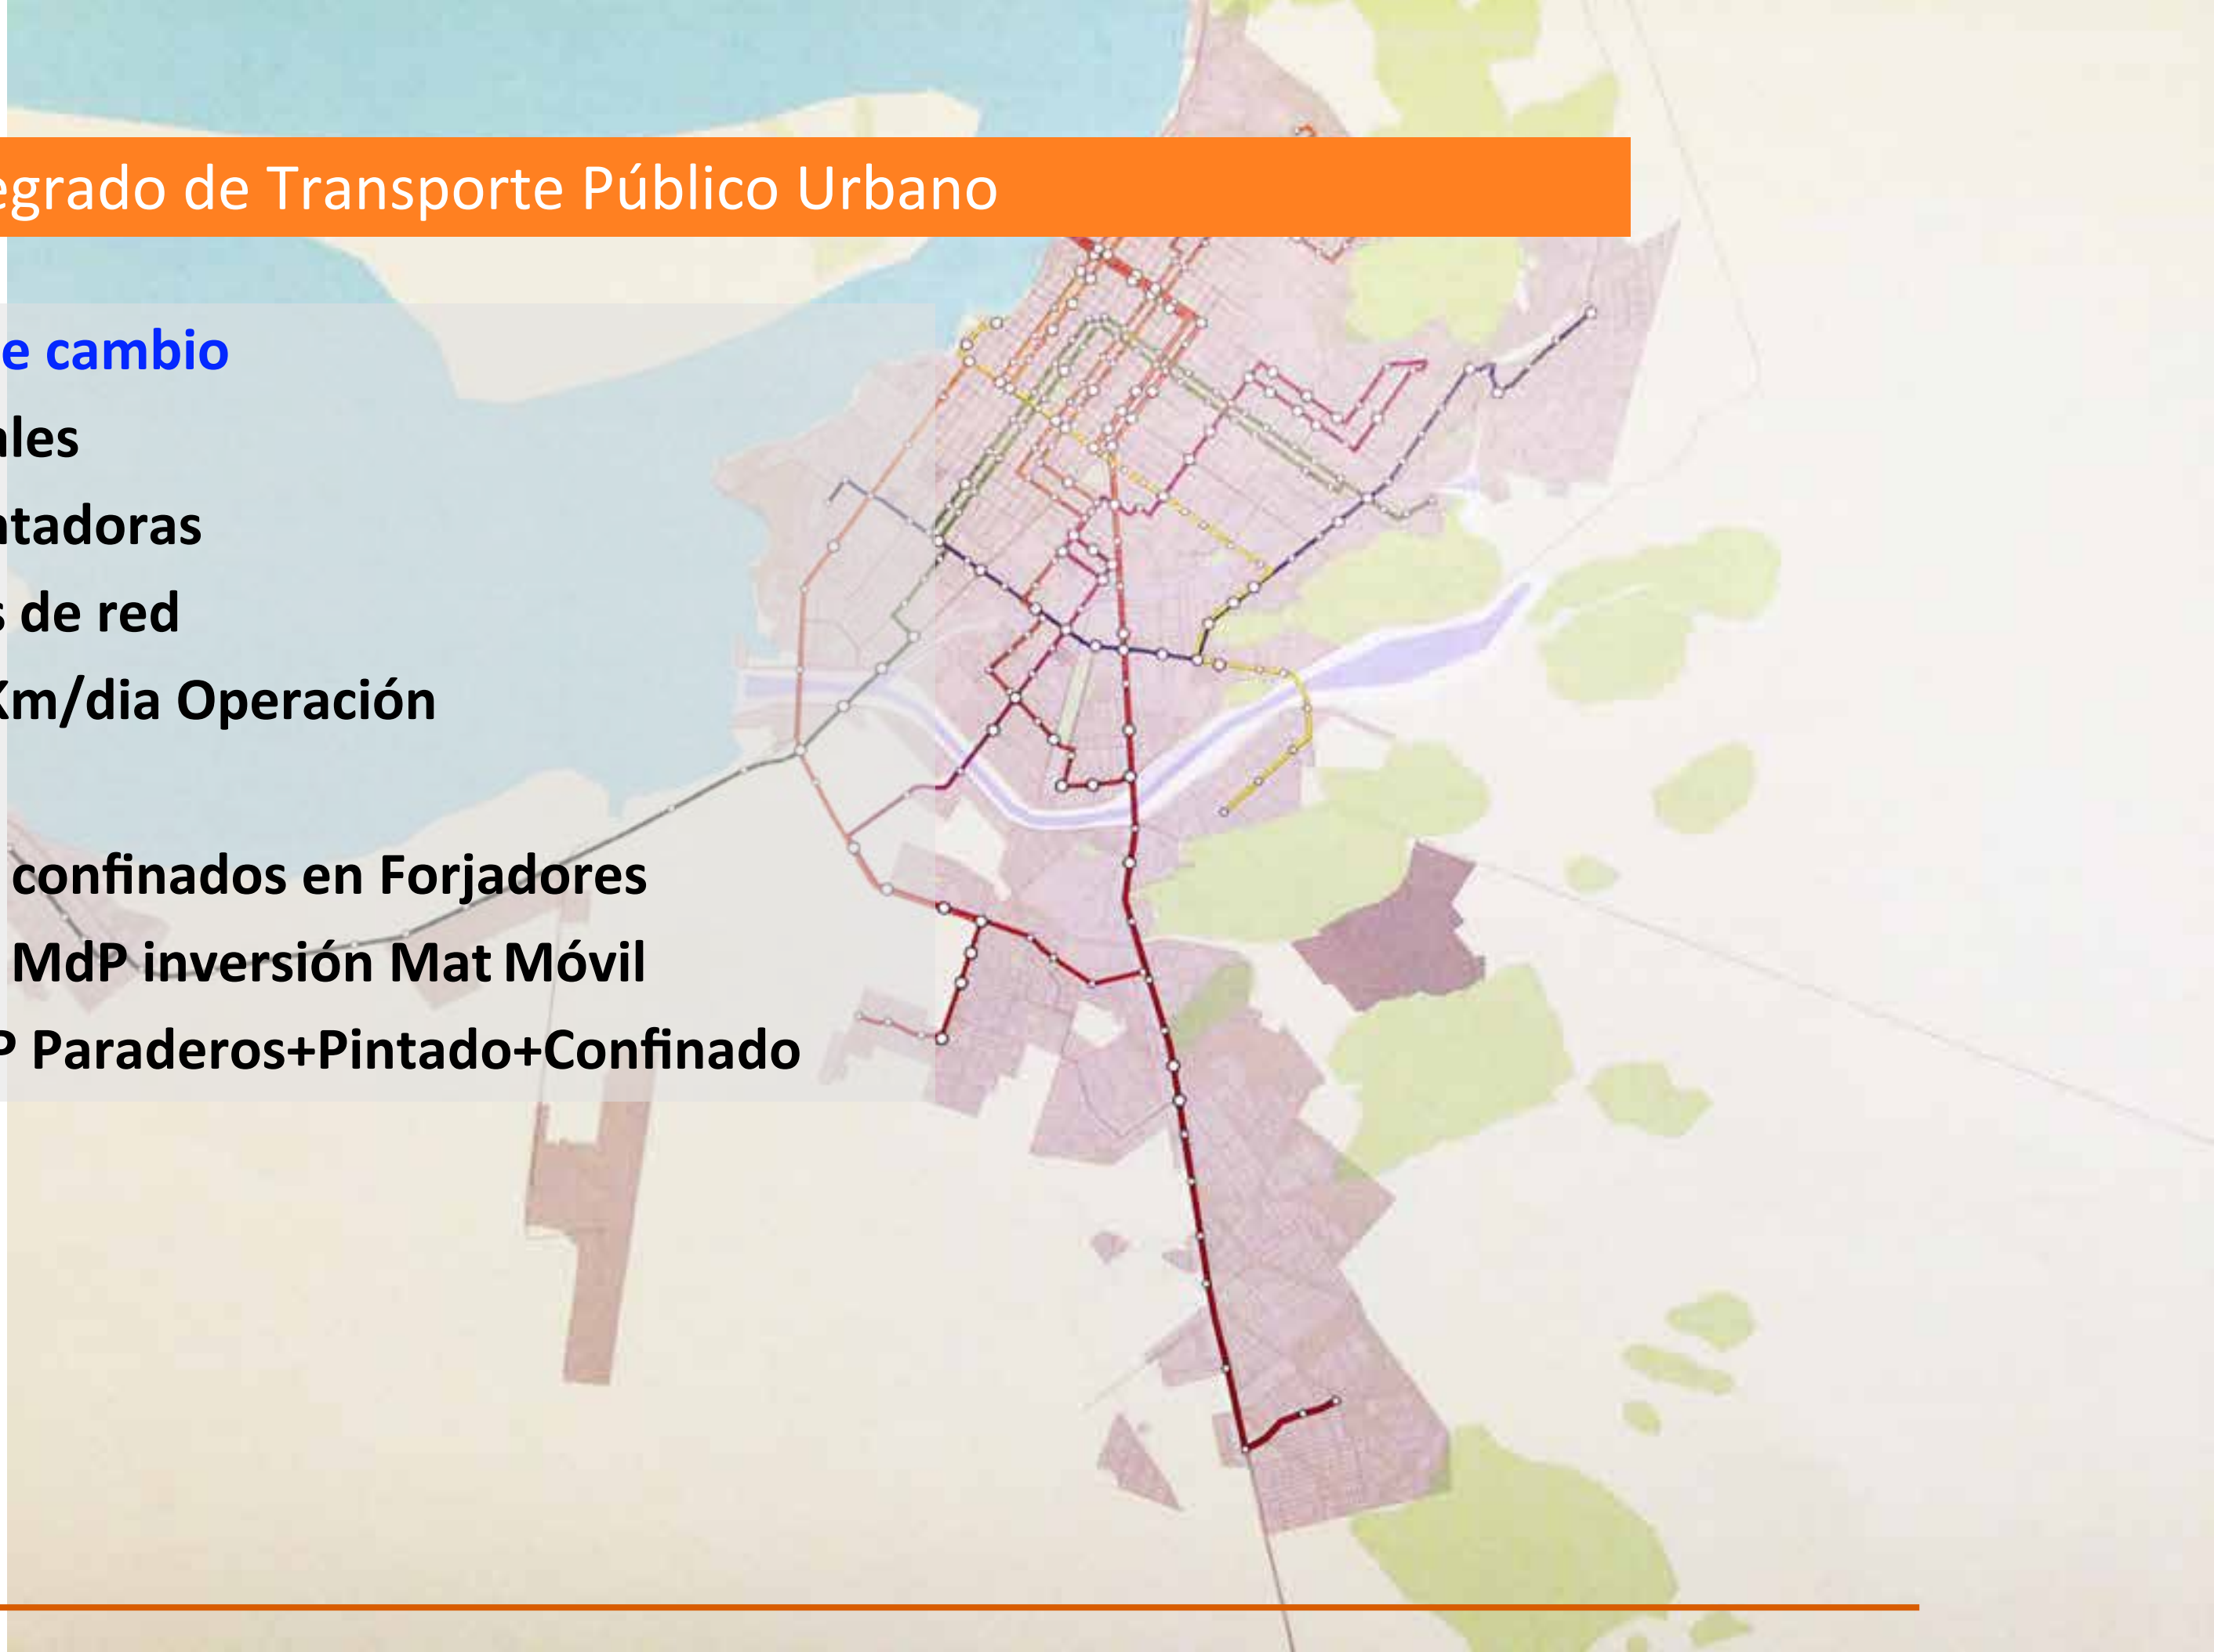 egrado de Transporte Público Urbano
e cambio
ales
ntadoras
s de red
Km/dia Operación
confinados en Forjadores
MdP inversión Mat Móvil
P Paraderos+Pintado+Confinado